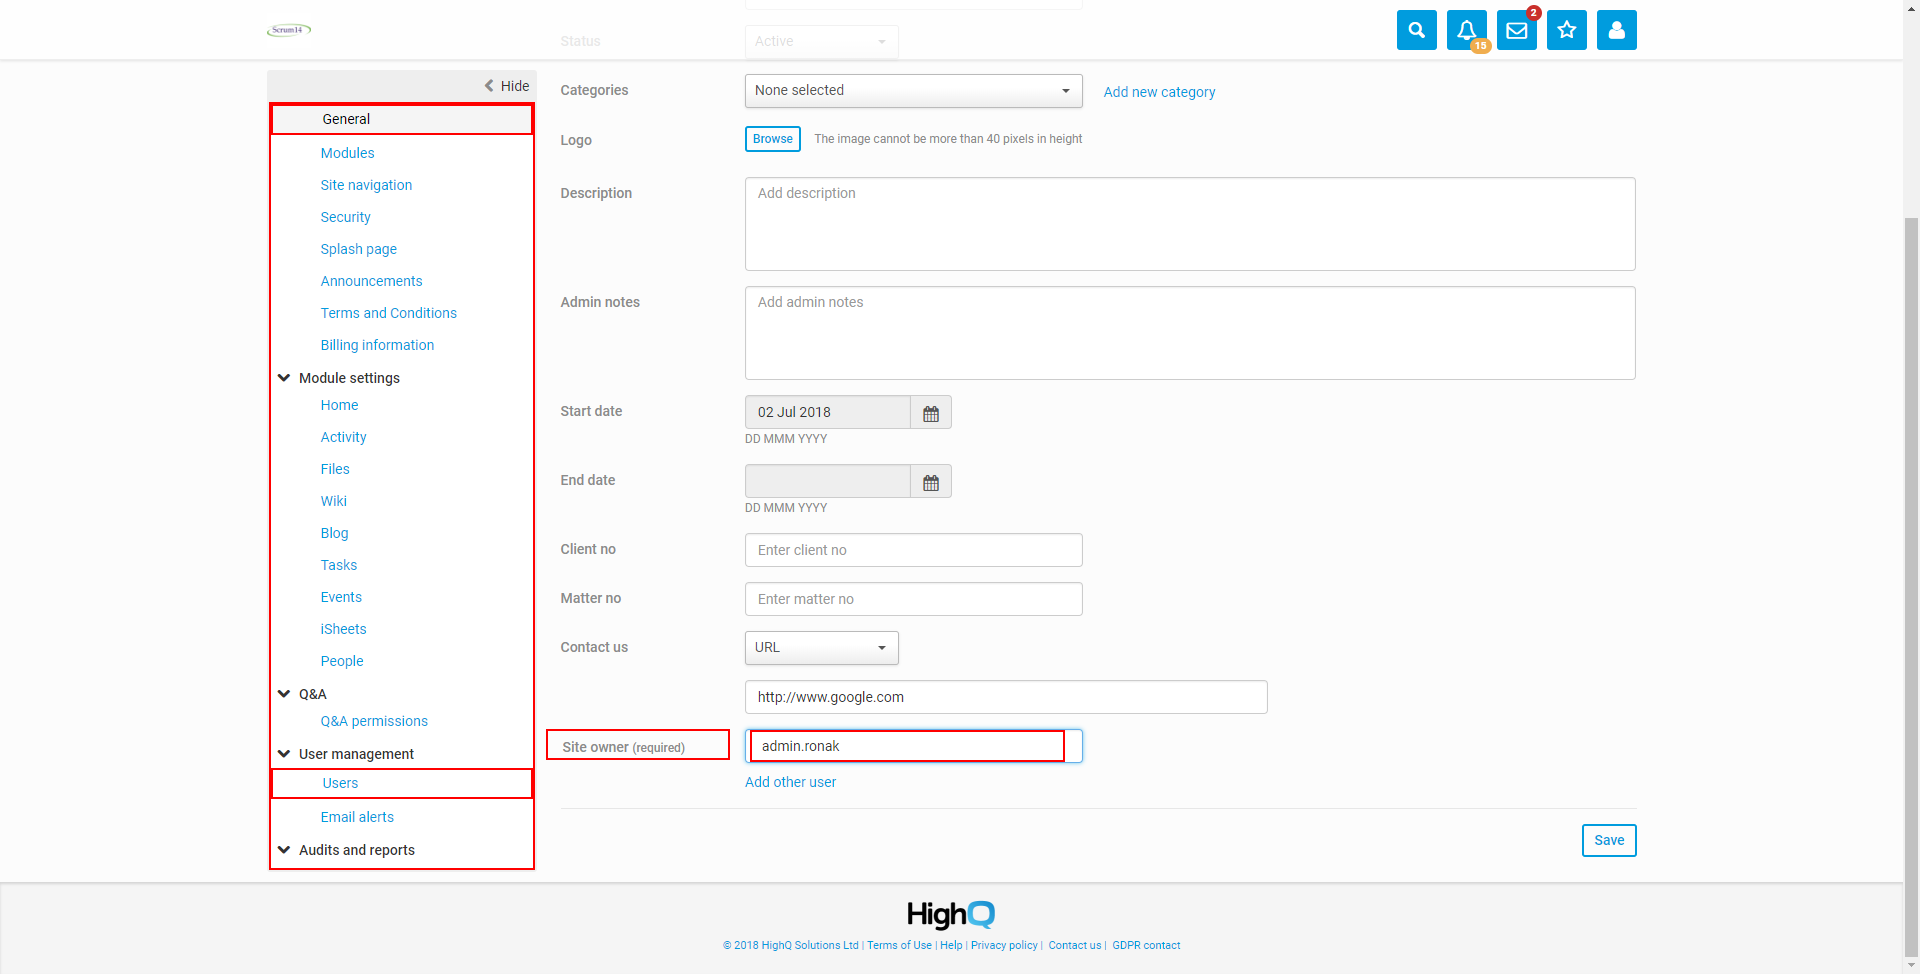 Scrum14
Status
Active
2
15
Hide
General
Modules
Site navigation
Security
Splash page
Announcements
Terms and Conditions
Billing information
Module settings
Home
Activity
Files
Wiki
Blog
Tasks
Events
iSheets
People
Q&A
Q&A permissions
User management
Users
Email alerts
Audits and reports
Categories
None selected
Add new category
Logo
Browse
The image cannot be more than 40 pixels in height
Description
Add description
Admin notes
Add admin notes
Start date
02 Jul 2018
DD MMM YYYY
End date
DD MMM YYYY
Client no
Enter client no
Matter no
Enter matter no
Contact us
URL
http://www.google.com
Site owner (required)
admin.ronak
Add other user
Save
HighQ
© 2018 HighQ Solutions Ltd | Terms of Use | Help | Privacy policy | Contact us | GDPR contact